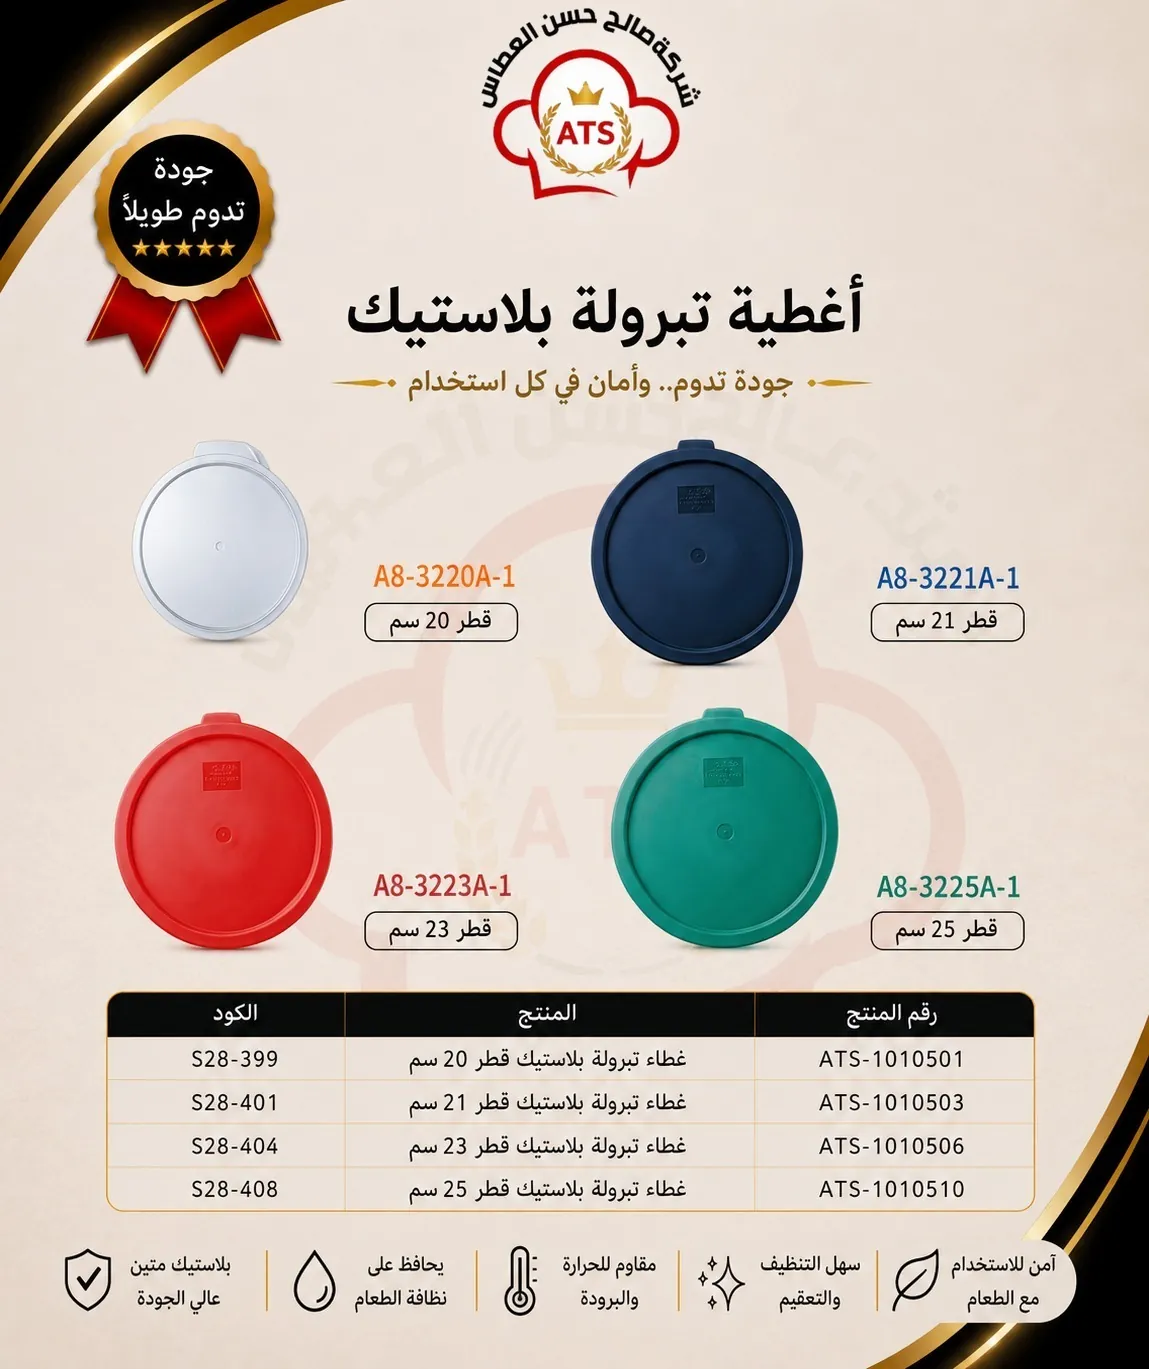 شركة صالح حسن العطاس
ATS
جودة
تدوم طويلاً
أغطية تبرولة بلاستيك
جودة تدوم.. وأمان في كل استخدام
A8-3221A-1
قطر 21 سم
A8-3220A-1
قطر 20 سم
A8-3225A-1
قطر 25 سم
A8-3223A-1
قطر 23 سم
رقم المنتج المنتج الكود
ATS-1010501 غطاء تبرولة بلاستيك قطر 20 سم S28-399
ATS-1010503 غطاء تبرولة بلاستيك قطر 21 سم S28-401
ATS-1010506 غطاء تبرولة بلاستيك قطر 23 سم S28-404
ATS-1010510 غطاء تبرولة بلاستيك قطر 25 سم S28-408
آمن للاستخدام
مع الطعام
سهل التنظيف
والتعقيم
مقاوم للحرارة
والبرودة
يحافظ على
نظافة الطعام
بلاستيك متين
عالي الجودة